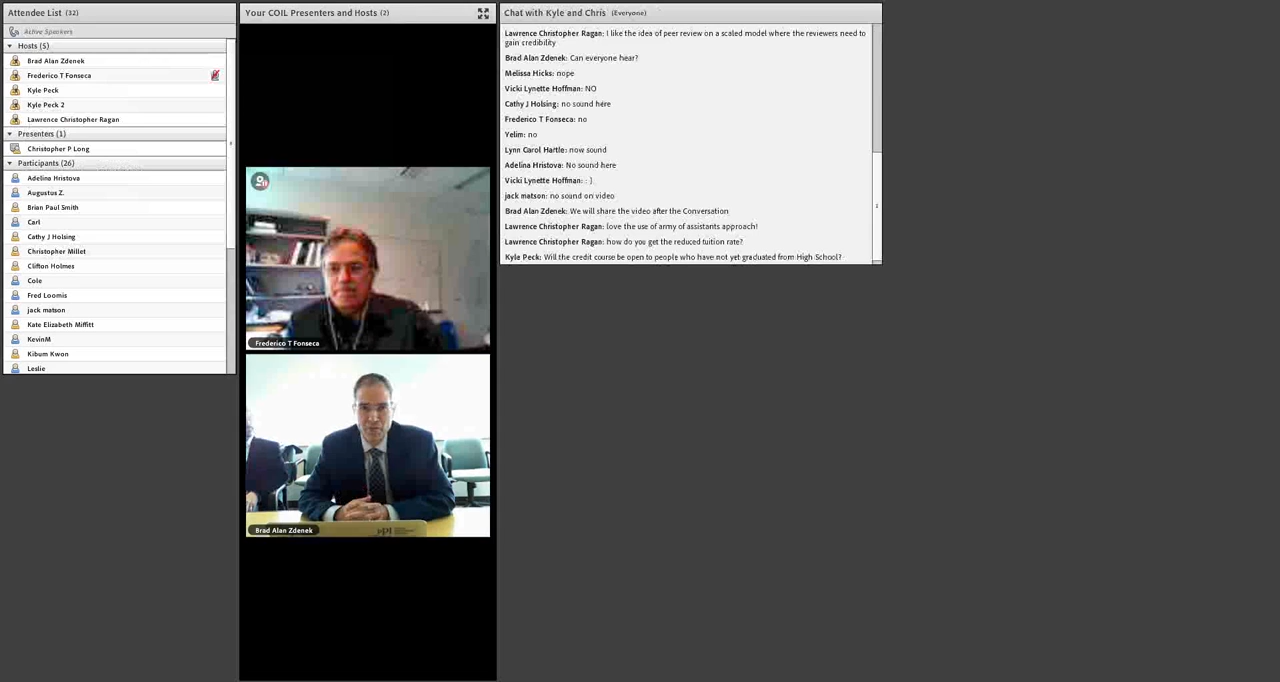 Attendee List (32)
Active Speakers
Hosts (5)
Brad Alan Zdenek
Frederico T Fonseca
Kyle Peck
Kyle Peck 2
Lawrence Christopher Ragan
Presenters (1)
Christopher P Long
Participants (26)
Adelina Hristova
Augustus Z.
Brian Paul Smith
Carl
Cathy J Holsing
Christopher Millet
Clifton Holmes
Cole
Fred Loomis
jack matson
Kate Elizabeth Miffitt
KevinM
Kibum Kwon
Leslie
Your COIL Presenters and Hosts (2)
Frederico T Fonseca
Brad Alan Zdenek
Chat with Kyle and Chris (Everyone)
Lawrence Christopher Ragan: I like the idea of peer review on a scaled model where the reviewers need to
gain credibility
Brad Alan Zdenek: Can everyone hear?
Melissa Hicks: nope
Vicki Lynette Hoffman: NO
Cathy J Holsing: no sound here
Frederico T Fonseca: no
Yelim: no
Lynn Carol Hartle: now sound
Adelina Hristova: No sound here
Vicki Lynette Hoffman: : )
jack matson: no sound on video
Brad Alan Zdenek: We will share the video after the Conversation
Lawrence Christopher Ragan: love the use of army of assistants approach!
Lawrence Christopher Ragan: how do you get the reduced tuition rate?
Kyle Peck: Will the credit course be open to people who have not yet graduated from High School?